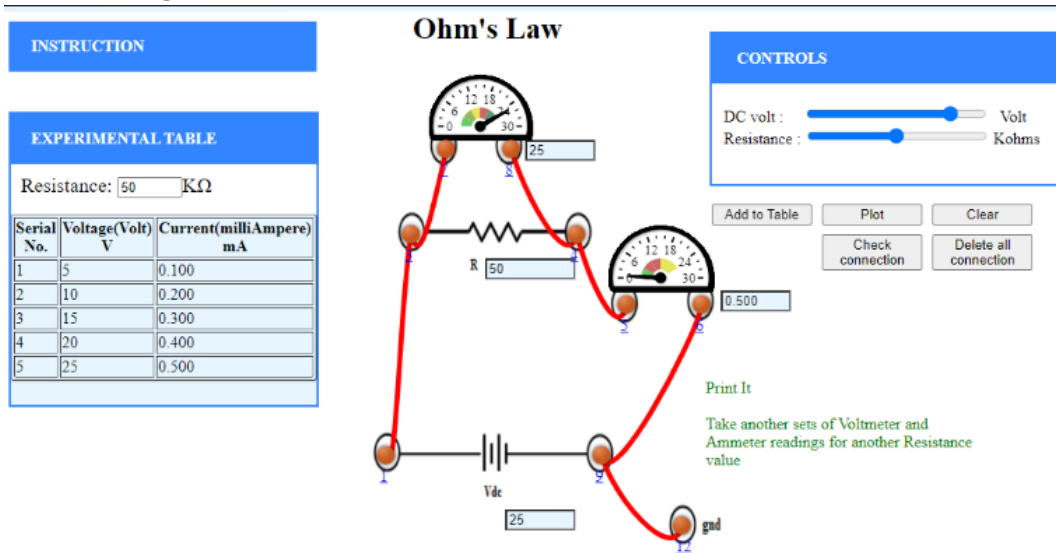 Ohm's Law
INSTRUCTION
EXPERIMENTAL TABLE
Resistance: 50 KΩ
Serial No. Voltage(Volt) V Current(milliAmpere) mA
1 5 0.100
2 10 0.200
3 15 0.300
4 20 0.400
5 25 0.500
0 6 12 18 24 30
7 8 25
3 4
R 50
0 6 12 18 24 30
5 6 0.500
1 2
Vdc
25
12 gnd
CONTROLS
DC volt : Volt
Resistance : Kohms
Add to Table Plot Clear
Check connection Delete all connection
Print It
Take another sets of Voltmeter and
Ammeter readings for another Resistance
value